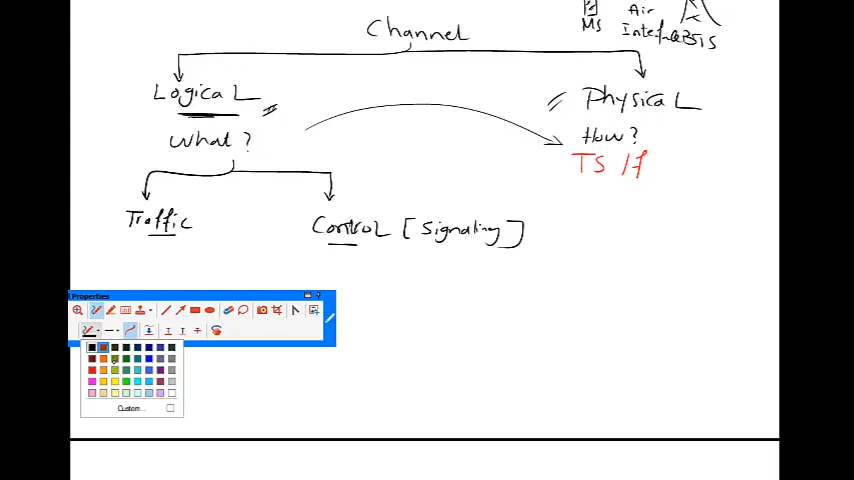 Air
MS
Interface BTS
Channel
Logical
Physical
What?
How?
TS / f
Traffic
Control [Signaling]
Properties
Custom...